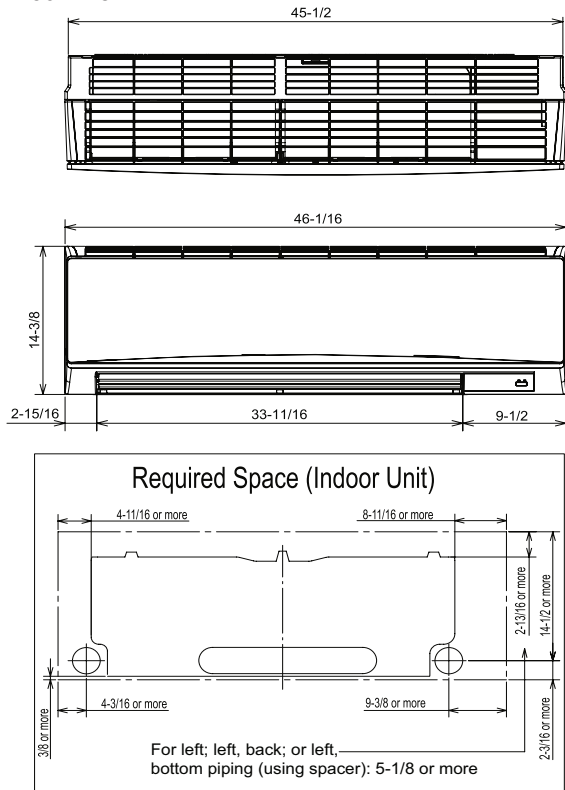 45-1/2
46-1/16
14-3/8
2-15/16
33-11/16
9-1/2
Required Space (Indoor Unit)
4-11/16 or more
8-11/16 or more
2-13/16 or more
14-1/2 or more
4-3/16 or more
9-3/8 or more
3/8 or more
2-3/16 or more
For left; left, back; or left,
bottom piping (using spacer): 5-1/8 or more